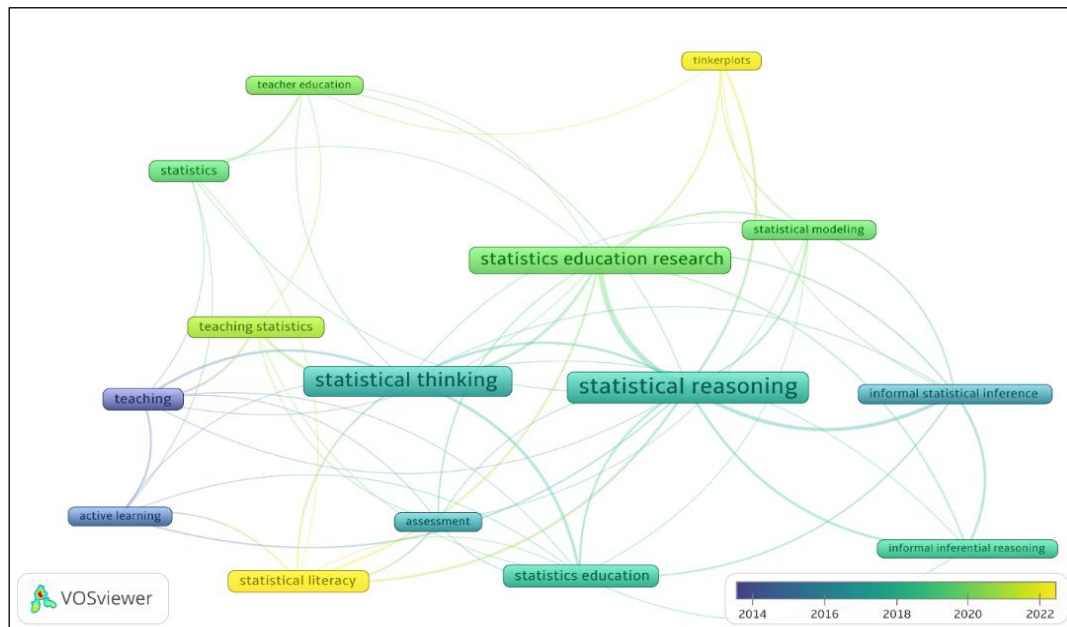 tinkerplots
teacher education
statistics
statistical modeling
statistics education research
teaching statistics
statistical thinking
statistical reasoning
informal statistical inference
teaching
active learning
assessment
informal inferential reasoning
statistics education
statistical literacy
VOSviewer
2014 2016 2018 2020 2022